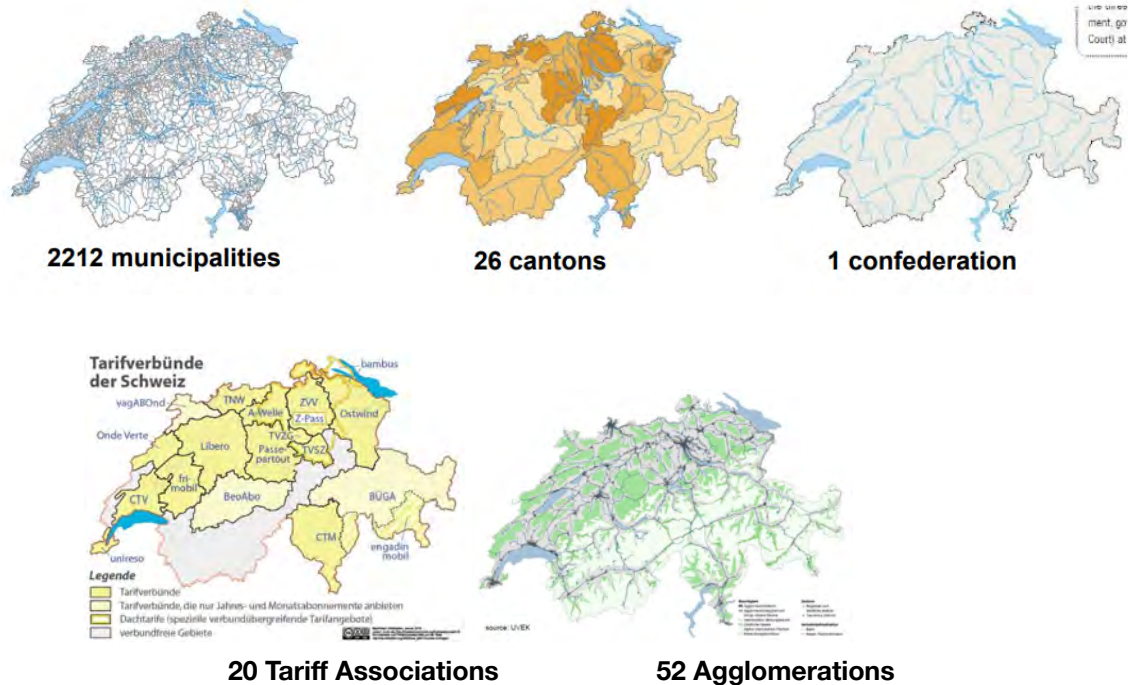 ment, go
Court) at
2212 municipalities
26 cantons
1 confederation
Tarifverbünde
der Schweiz
bambus
vagABOnd
TNW
A-Welle
ZVV
Z-Pass
Ostwind
Onde Verte
Libero
TVZG
Passe-
partout
TVSZ
fri-
mobil
CTV
BeoAbo
BÜGA
CTM
unireso
engadin
mobil
Legende
Tarifverbünde
Tarifverbünde, die nur Jahres- und Monatsabonnemente anbieten
Dachtarife (spezielle verbundübergreifende Tarifangebote)
verbundfreie Gebiete
source: UVEK
20 Tariff Associations
52 Agglomerations